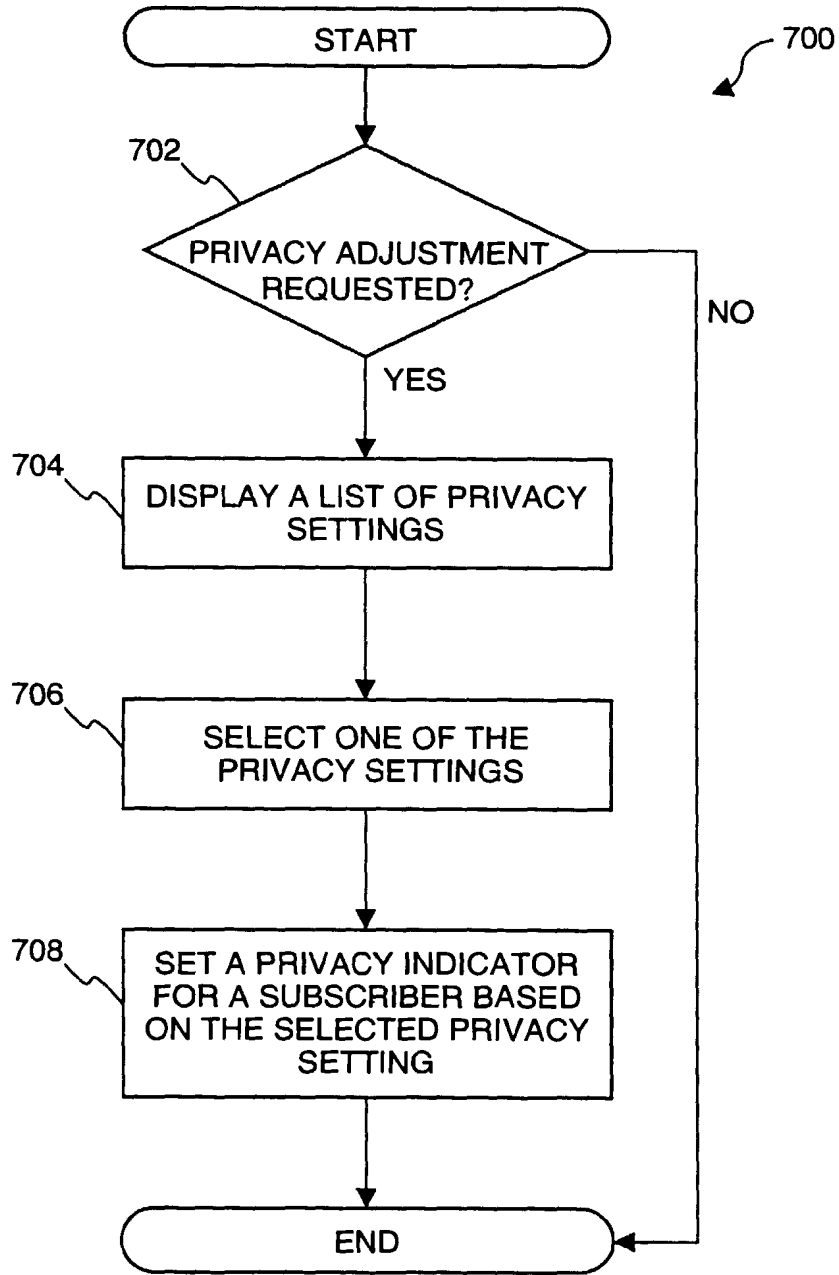 START
700
702
PRIVACY ADJUSTMENT
REQUESTED?
NO
YES
704
DISPLAY A LIST OF PRIVACY
SETTINGS
706
SELECT ONE OF THE
PRIVACY SETTINGS
708
SET A PRIVACY INDICATOR
FOR A SUBSCRIBER BASED
ON THE SELECTED PRIVACY
SETTING
END